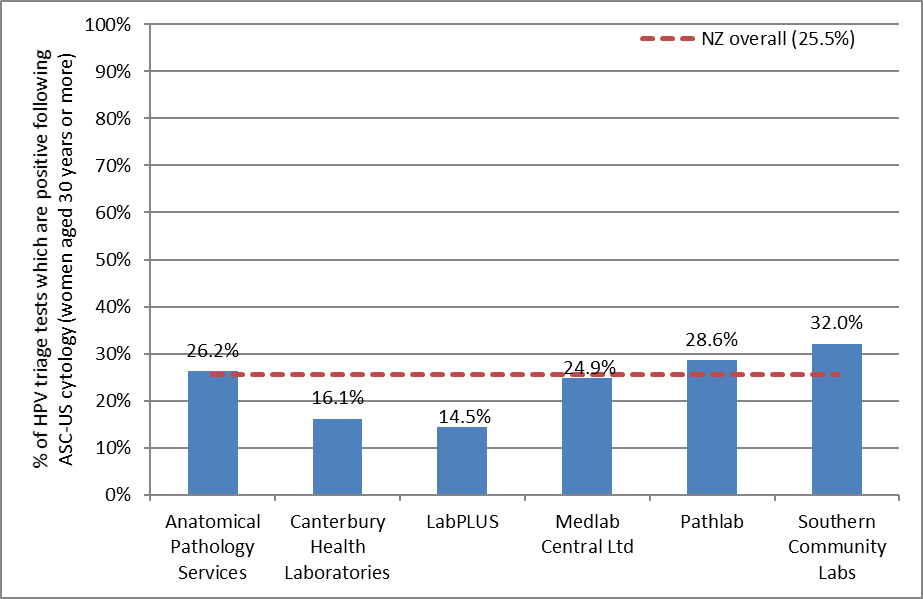 % of HPV triage tests which are positive following
ASC-US cytology (women aged 30 years or more)
100%
90%
80%
70%
60%
50%
40%
30%
20%
10%
0%
NZ overall (25.5%)
26.2%
16.1%
14.5%
24.9%
28.6%
32.0%
Anatomical
Pathology
Services
Canterbury
Health
Laboratories
LabPLUS
Medlab
Central Ltd
Pathlab
Southern
Community
Labs